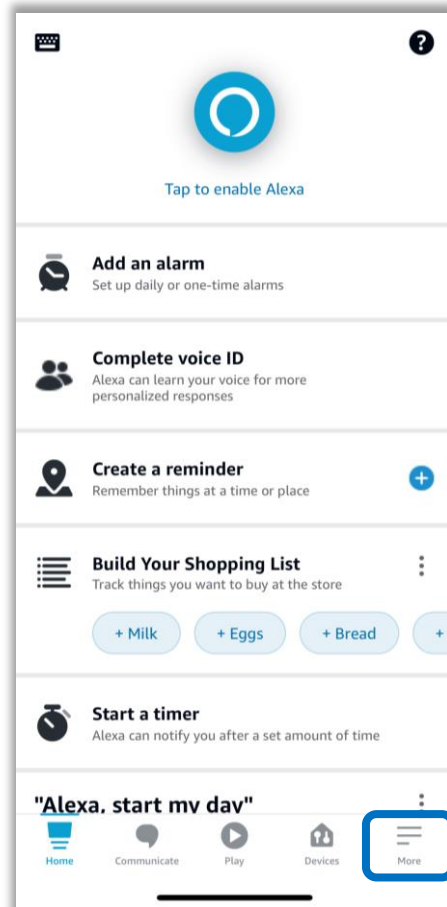 ?
Tap to enable Alexa
Add an alarm
Set up daily or one-time alarms
Complete voice ID
Alexa can learn your voice for more
personalized responses
Create a reminder
Remember things at a time or place
+
Build Your Shopping List
Track things you want to buy at the store
+ Milk + Eggs + Bread +
Start a timer
Alexa can notify you after a set amount of time
"Alexa, start my day"
Home Communicate Play Devices More